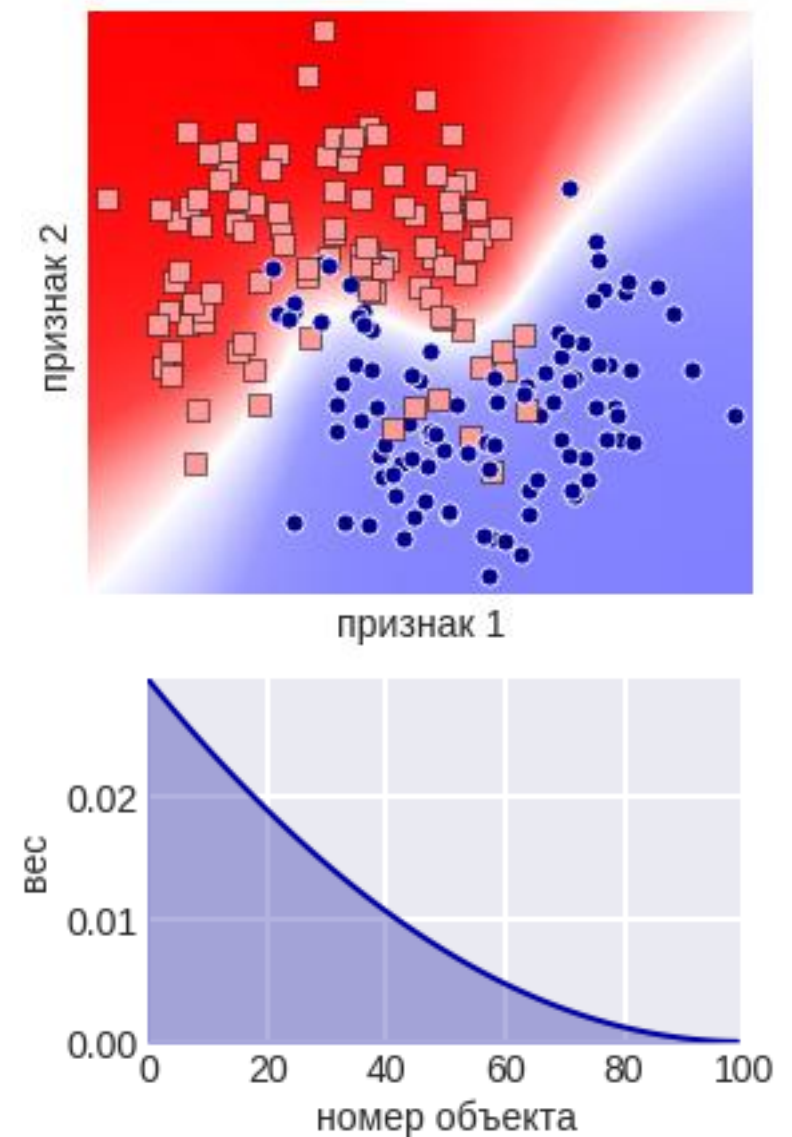 признак 2
признак 1
вес
0.02
0.01
0.00
0 20 40 60 80 100
номер объекта